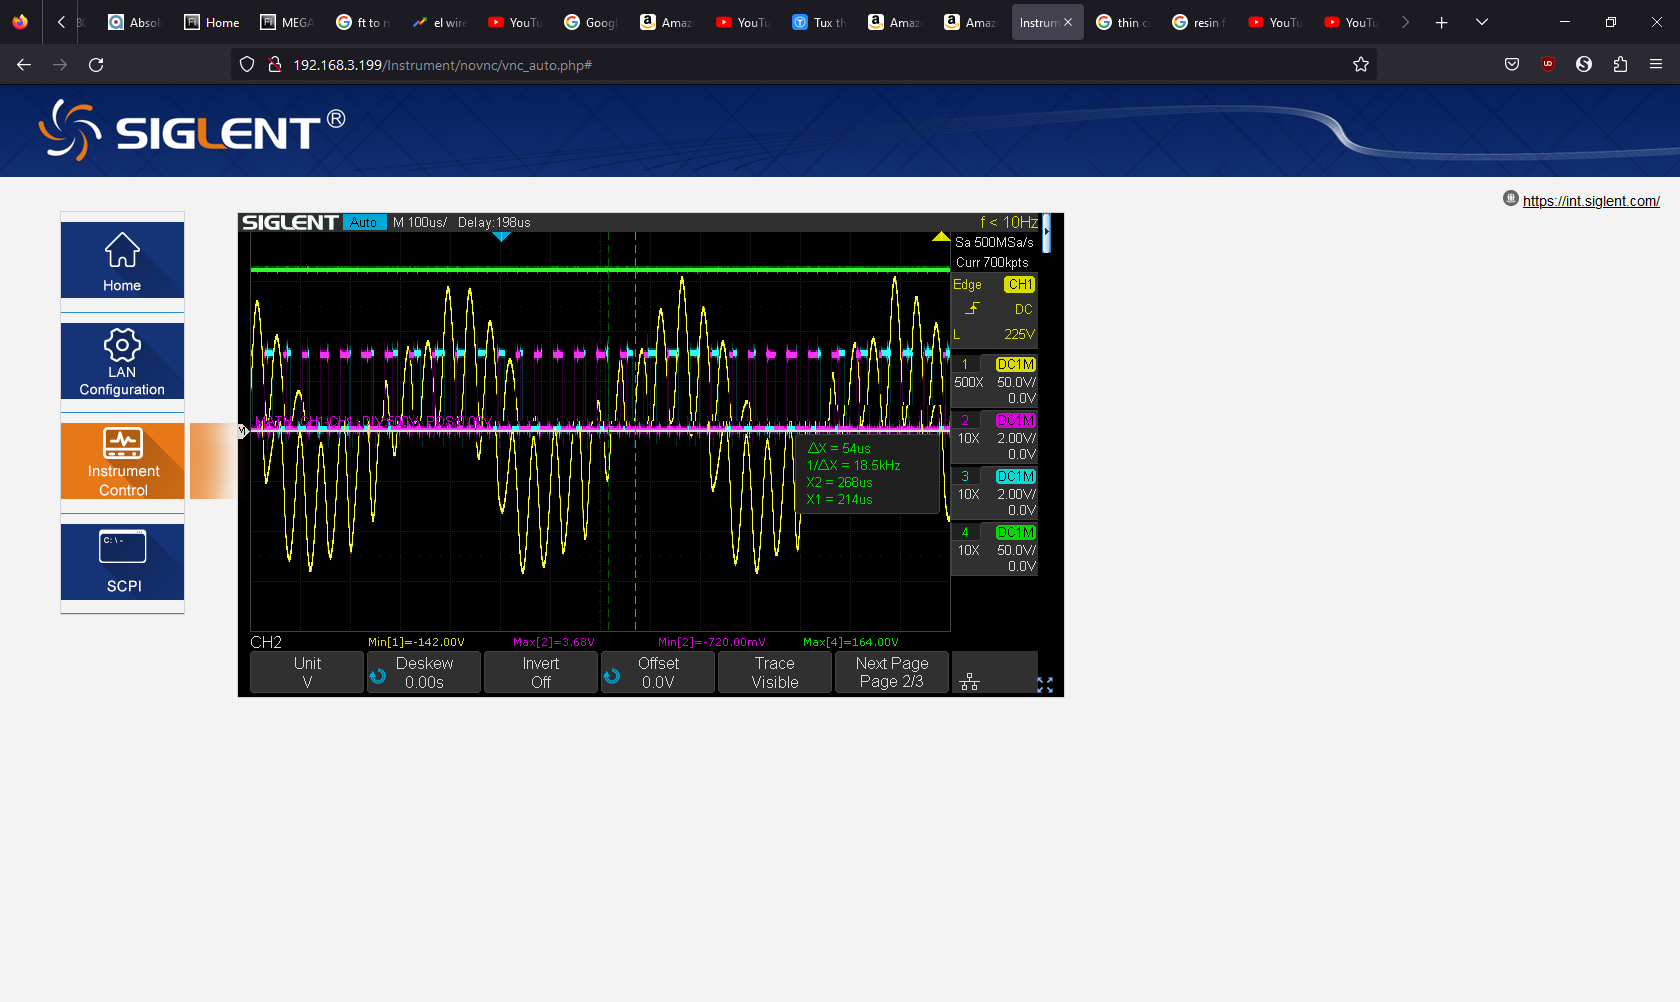 80
Absol
Home
MEGA
ft to m
el wire
YouTu
Googl
Amaz
YouTu
Tux th
Amaz
Amaz
Instrum
thin c
resin f
YouTu
YouTu
192.168.3.199/Instrument/novnc/vnc_auto.php#
SIGLENT®
https://int.siglent.com/
Home
LAN
Configuration
Instrument
Control
C:\-
SCPI
SIGLENT Auto M 100us/ Delay:198us f < 10Hz
Sa 500MSa/s
Curr 700kpts
Edge CH1
DC
L 225V
1 DC1M
500X 50.0V/
0.0V
2 DC1M
10X 2.00V/
0.0V
3 DC1M
10X 2.00V/
0.0V
4 DC1M
10X 50.0V/
0.0V
M
ΔX = 54us
1/ΔX = 18.5kHz
X2 = 268us
X1 = 214us
CH2 Min[1]=-142.00V Max[2]=3.68V Min[2]=-720.00mV Max[4]=164.00V
Unit
V
Deskew
0.00s
Invert
Off
Offset
0.0V
Trace
Visible
Next Page
Page 2/3